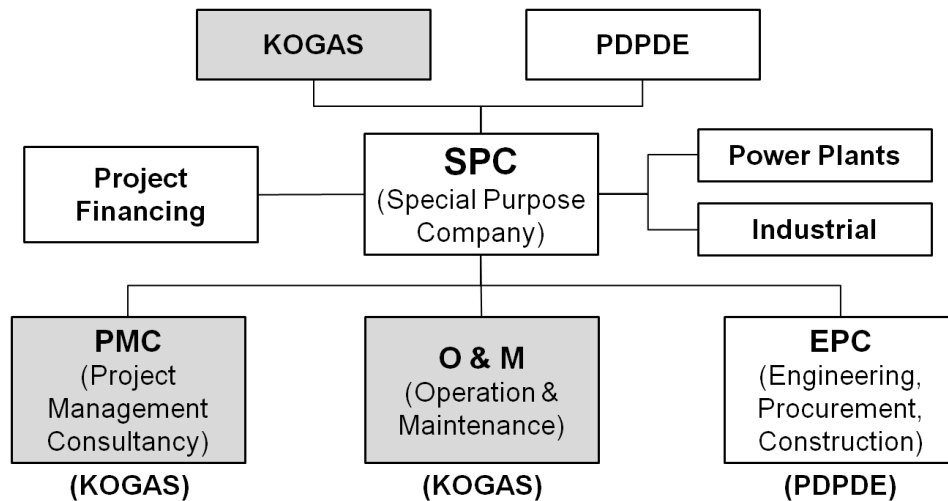 KOGAS
PDPDE
Project
Financing
SPC
(Special Purpose
Company)
Power Plants
Industrial
PMC
(Project
Management
Consultancy)
(KOGAS)
O & M
(Operation &
Maintenance)
(KOGAS)
EPC
(Engineering,
Procurement,
Construction)
(PDPDE)